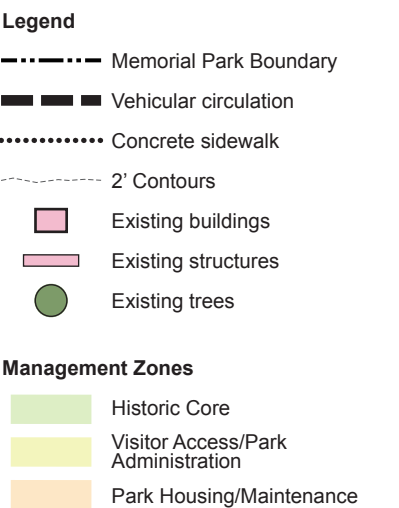 Legend
Memorial Park Boundary
Vehicular circulation
Concrete sidewalk
2’ Contours
Existing buildings
Existing structures
Existing trees
Management Zones
Historic Core
Visitor Access/Park
Administration
Park Housing/Maintenance